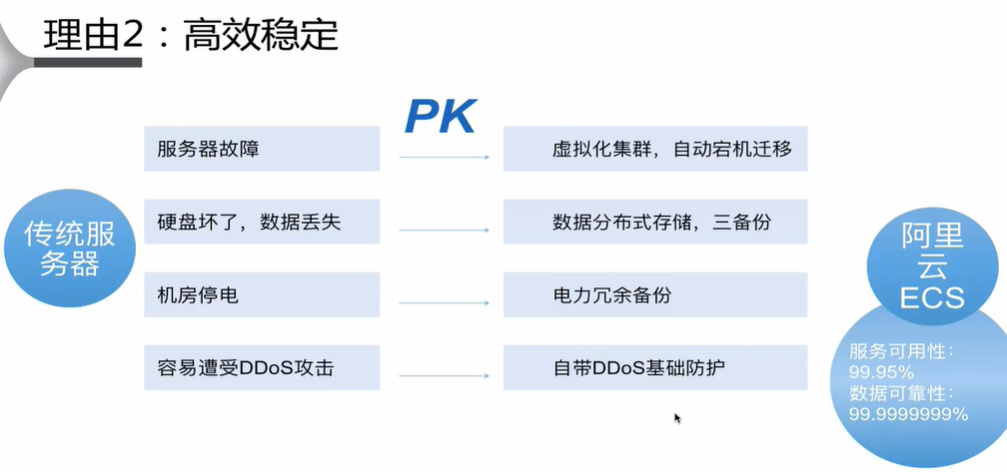 理由2：高效稳定
PK
传统服
务器
服务器故障
虚拟化集群，自动宕机迁移
硬盘坏了，数据丢失
数据分布式存储，三备份
机房停电
电力冗余备份
容易遭受DDoS攻击
自带DDoS基础防护
阿里
云
ECS
服务可用性：
99.95%
数据可靠性：
99.9999999%